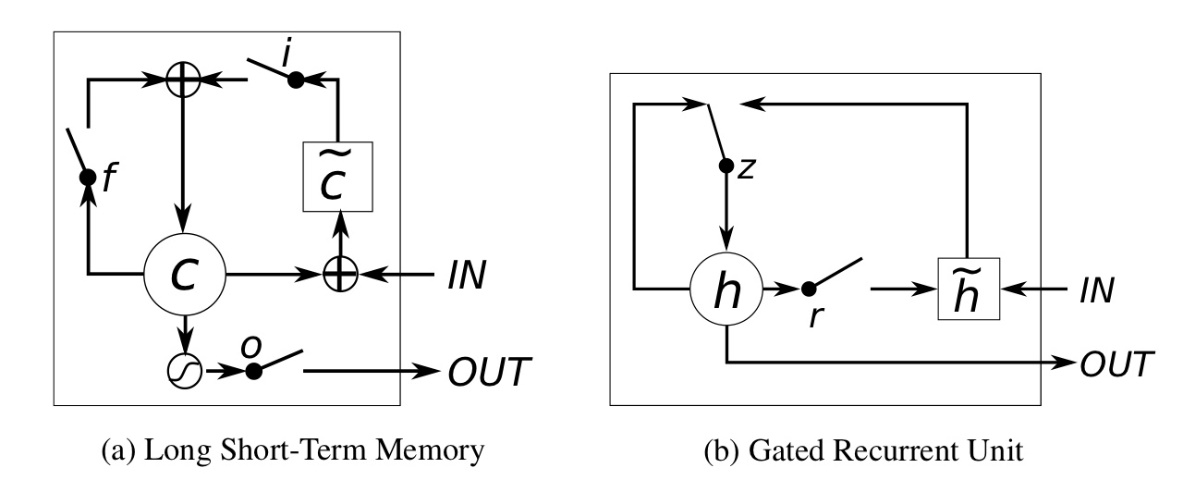 i
f
c̃
c
IN
o
OUT
(a) Long Short-Term Memory
z
h
r
h̃
IN
OUT
(b) Gated Recurrent Unit